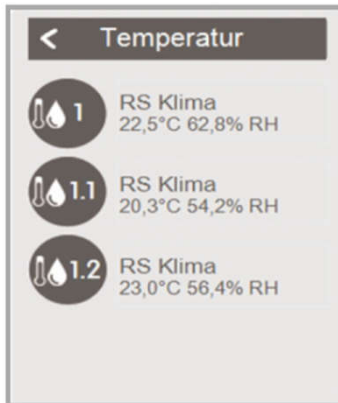 < Temperatur
1
RS Klima
22,5°C 62,8% RH
1.1
RS Klima
20,3°C 54,2% RH
1.2
RS Klima
23,0°C 56,4% RH